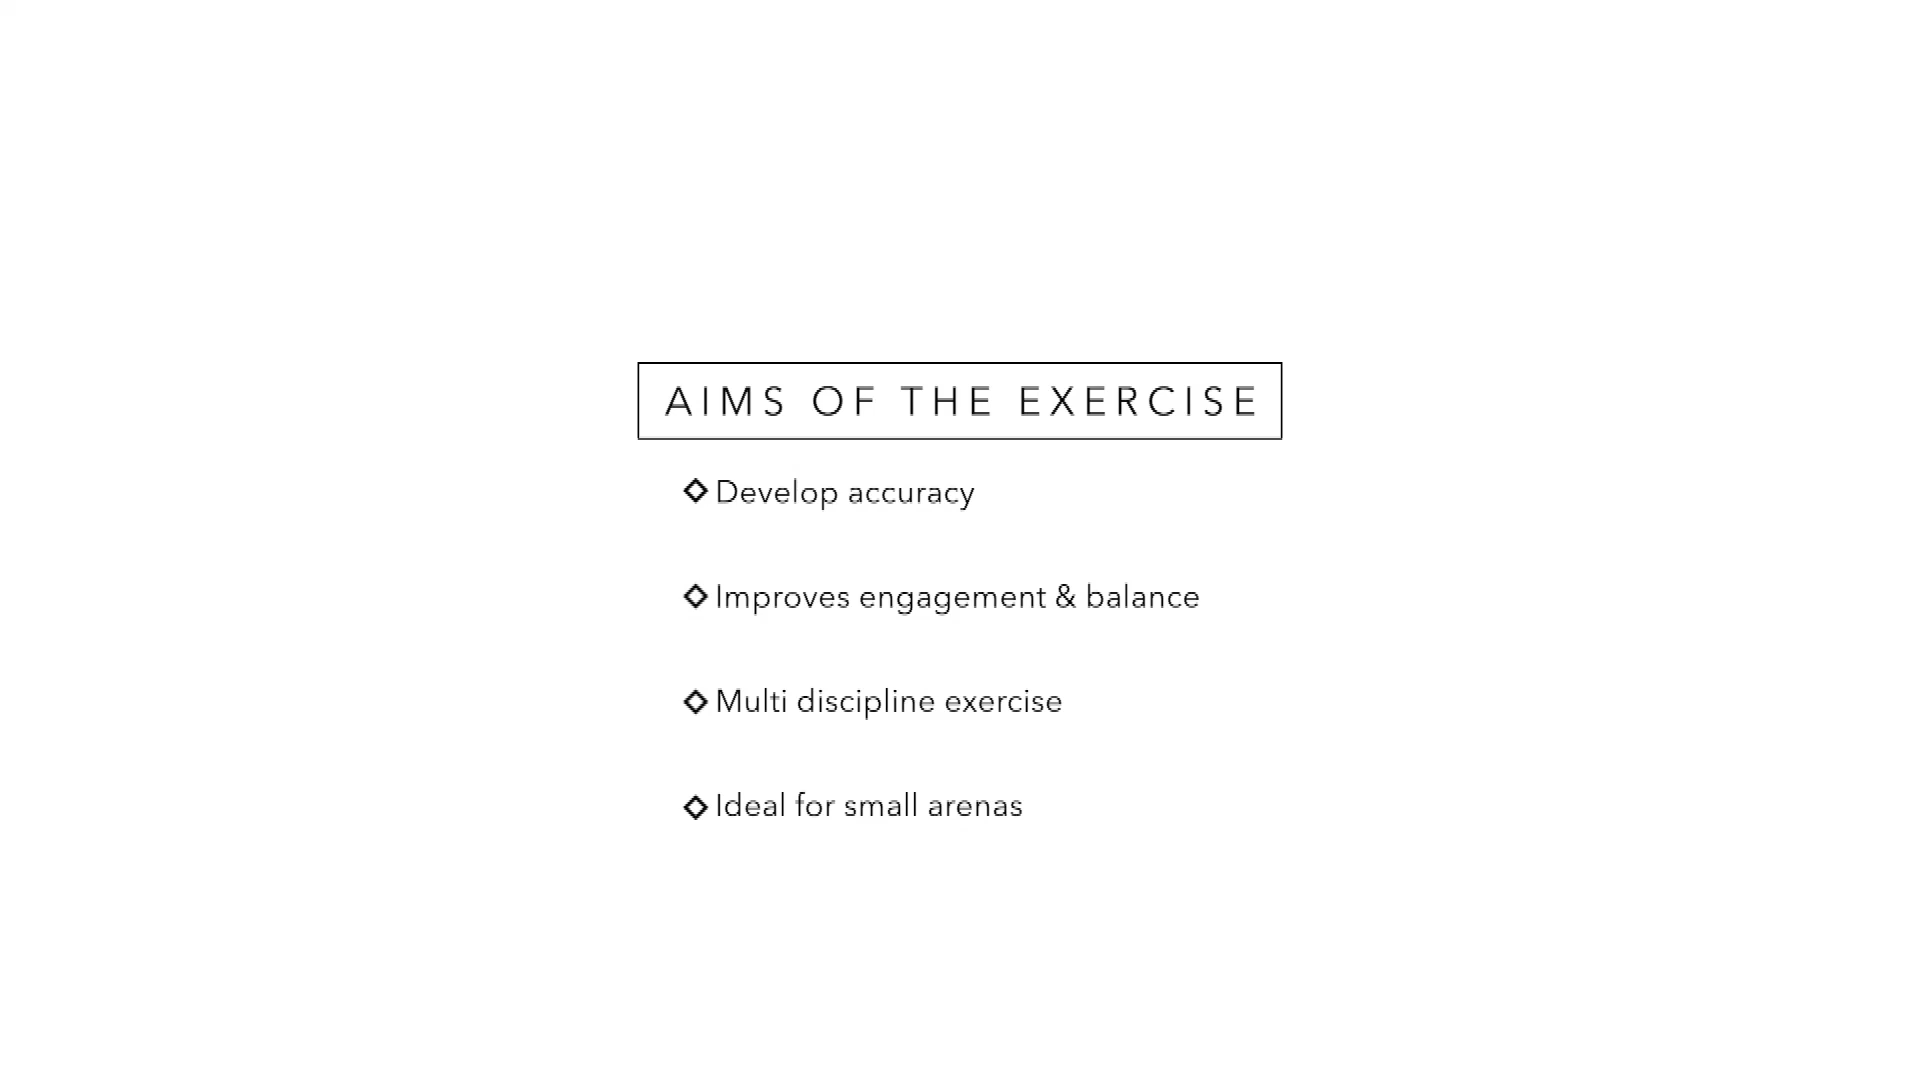 AIMS OF THE EXERCISE
Develop accuracy
Improves engagement & balance
Multi discipline exercise
Ideal for small arenas